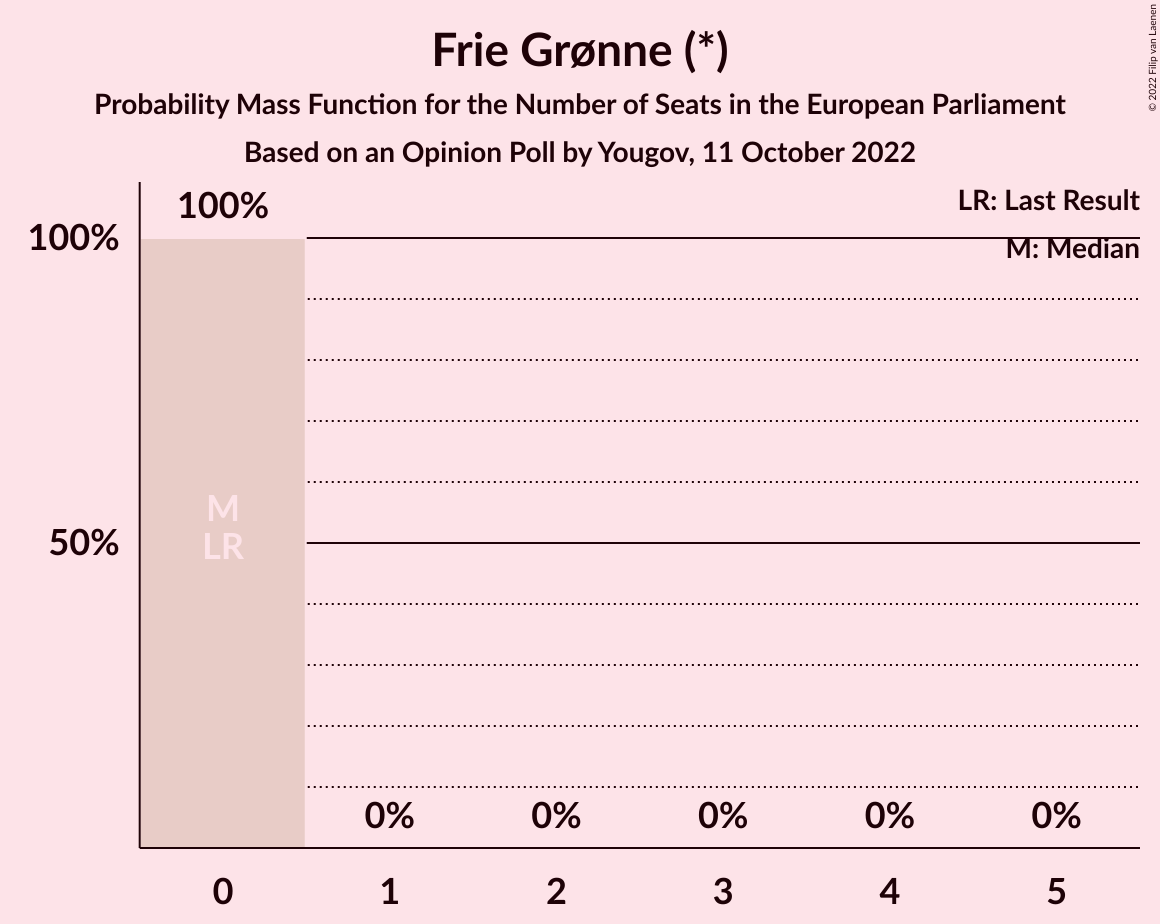 Frie Grønne (*)
Probability Mass Function for the Number of Seats in the European Parliament
Based on an Opinion Poll by Yougov, 11 October 2022
© 2022 Filip van Laenen
LR: Last Result
M: Median
100%
100%
50%
M
LR
0% 0% 0% 0% 0%
0 1 2 3 4 5